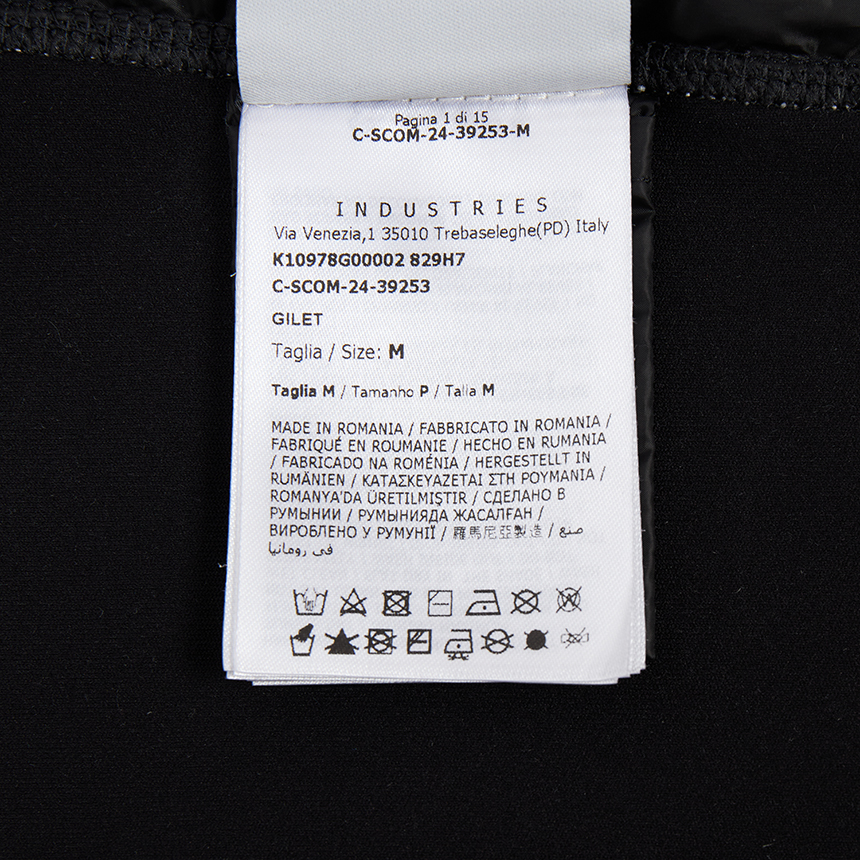 Pagina 1 di 15
C-SCOM-24-39253-M
INDUSTRIES
Via Venezia,1 35010 Trebaseleghe(PD) Italy
K10978G00002 829H7
C-SCOM-24-39253
GILET
Taglia / Size: M
Taglia M / Tamanho P / Talla M
MADE IN ROMANIA / FABBRICATO IN ROMANIA /
FABRIQUÉ EN ROUMANIE / HECHO EN RUMANIA
/ FABRICADO NA ROMÉNIA / HERGESTELLT IN
RUMÄNIEN / ΚΑΤΑΣΚΕΥΑΖΕΤΑΙ ΣΤΗ ΡΟΥΜΑΝΙΑ /
ROMANYA'DA ÜRETILMIŞTIR / СДЕЛАНО В
РУМЫНИИ / РУМЫНИЯДА ЖАСАЛҒАН /
ВИРОБЛЕНО У РУМУНІЇ / 羅馬尼亞製造 / صنع
في رومانيا